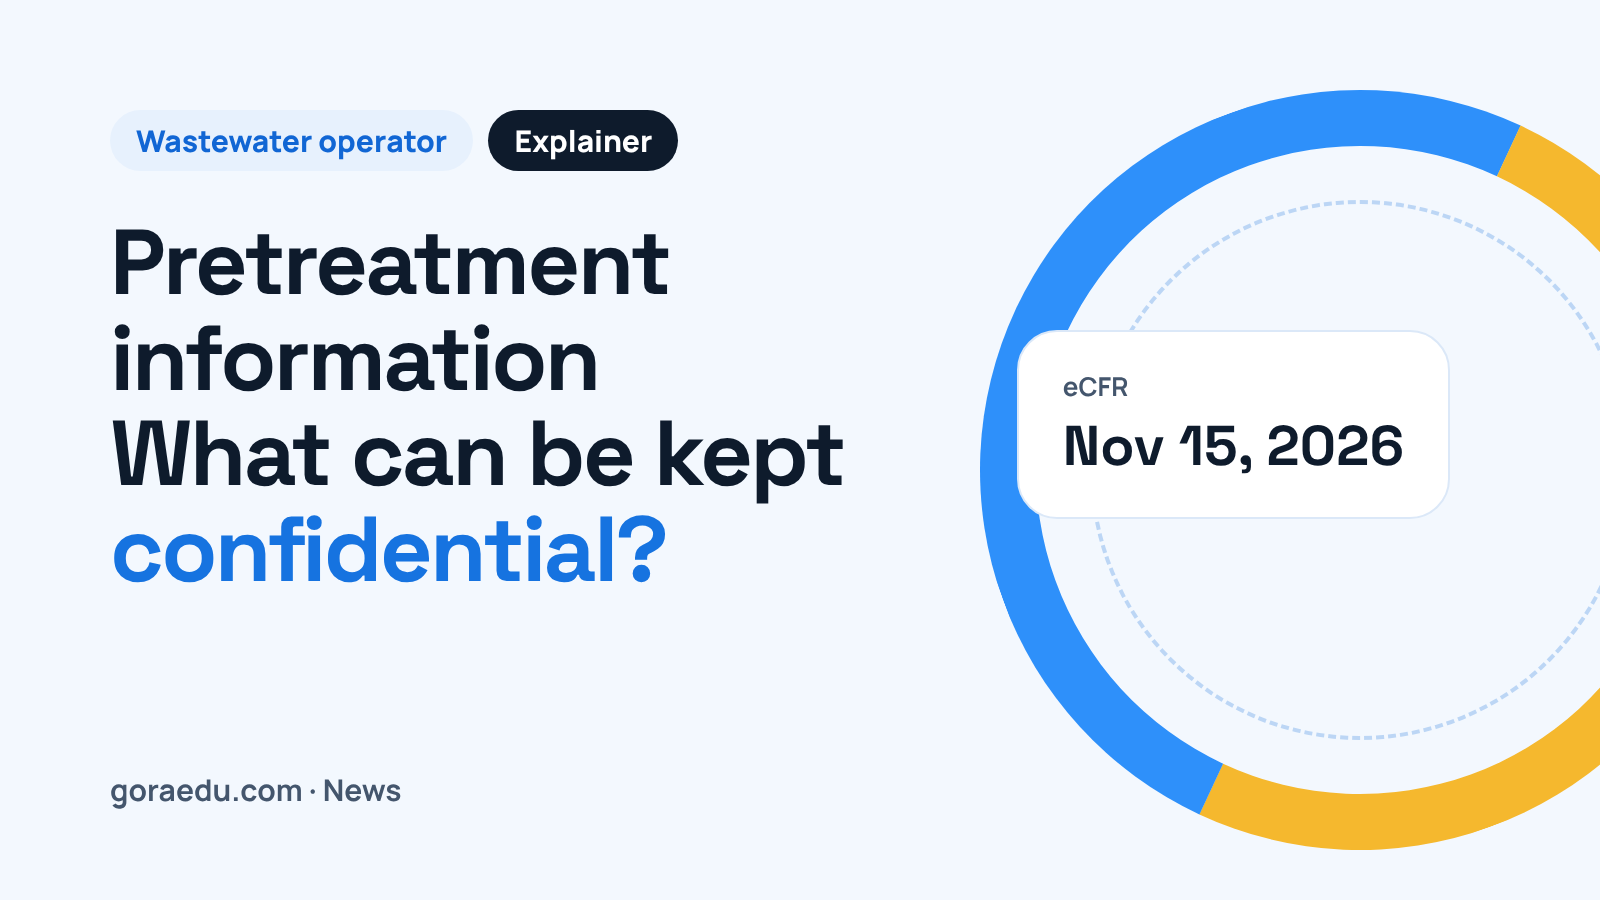 Wastewater operator
Explainer
Pretreatment
information
What can be kept
confidential?
eCFR
Nov 15, 2026
goraedu.com · News